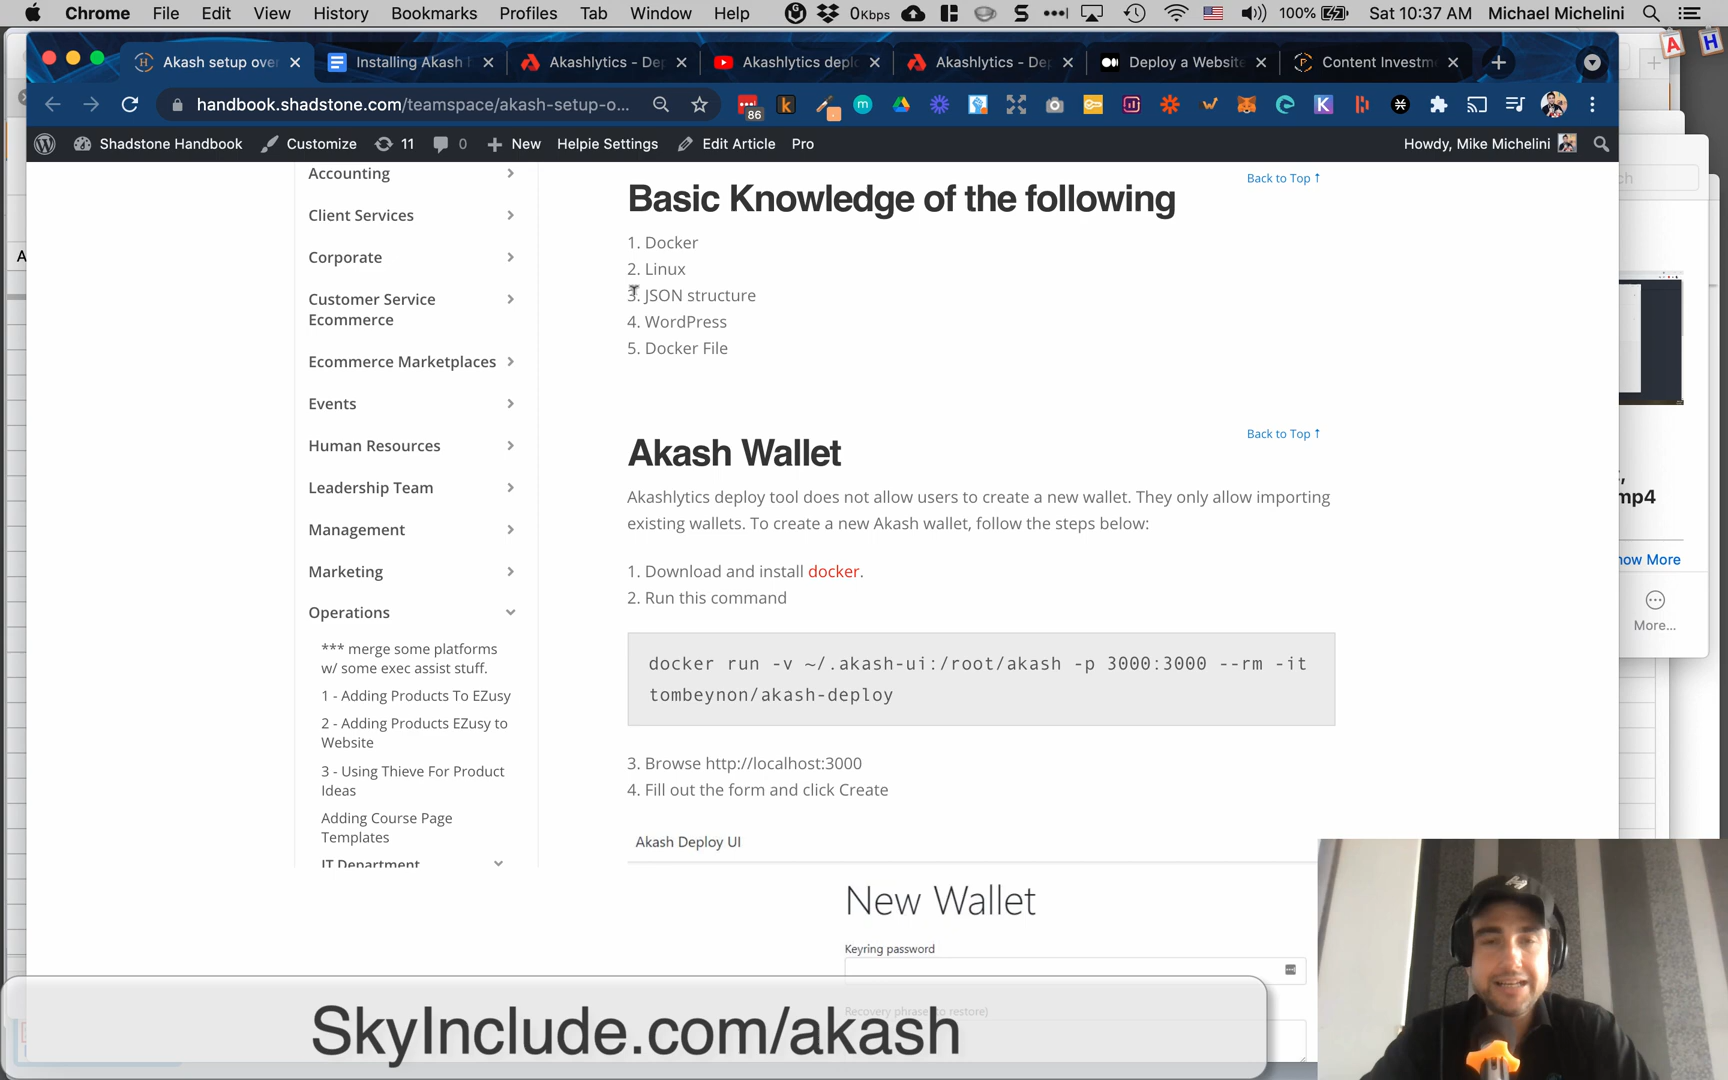 Chrome File Edit View History Bookmarks Profiles Tab Window Help 0Kbps 100% Sat 10:37 AM Michael Michelini
Akash setup over
Installing Akash
Akashlytics - Dep
Akashlytics depl
Akashlytics - Dep
Deploy a Website
Content Investm
handbook.shadstone.com/teamspace/akash-setup-o...
86
Shadstone Handbook Customize 11 0 New Helpie Settings Edit Article Pro Howdy, Mike Michelini
Accounting
Client Services
Corporate
Customer Service
Ecommerce
Ecommerce Marketplaces
Events
Human Resources
Leadership Team
Management
Marketing
Operations
*** merge some platforms
w/ some exec assist stuff.
1 - Adding Products To EZusy
2 - Adding Products EZusy to
Website
3 - Using Thieve For Product
Ideas
Adding Course Page
Templates
IT Department
Back to Top ↑
Basic Knowledge of the following
1. Docker
2. Linux
3. JSON structure
4. WordPress
5. Docker File
Back to Top ↑
Akash Wallet
Akashlytics deploy tool does not allow users to create a new wallet. They only allow importing
existing wallets. To create a new Akash wallet, follow the steps below:
1. Download and install docker.
2. Run this command
docker run -v ~/.akash-ui:/root/akash -p 3000:3000 --rm -it
tombeynon/akash-deploy
3. Browse http://localhost:3000
4. Fill out the form and click Create
Akash Deploy UI
New Wallet
Keyring password
Recovery phrase (to restore)
mp4
how More
More...
SkyInclude.com/akash